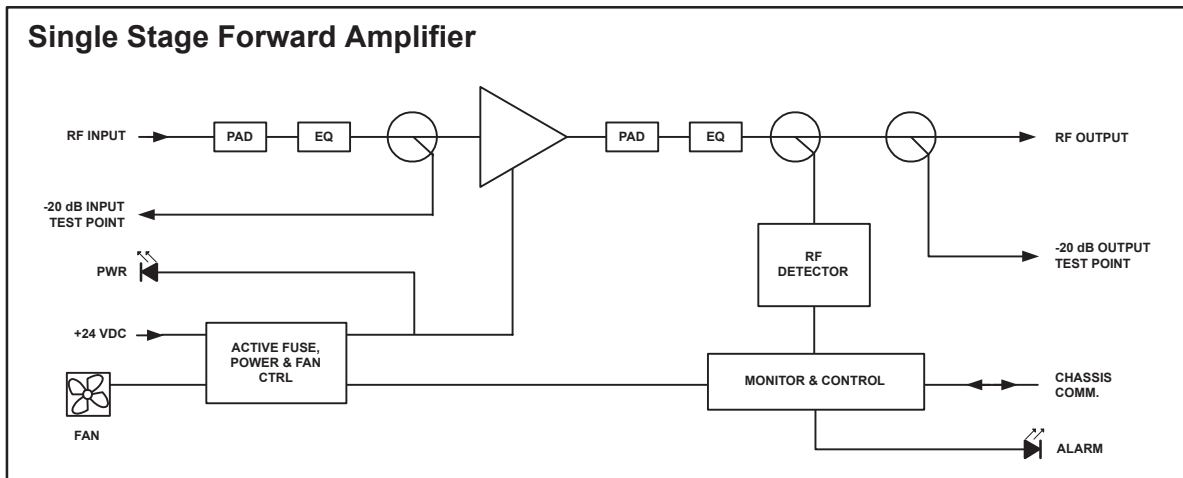 Single Stage Forward Amplifier
RF INPUT
PAD
EQ
PAD
EQ
RF OUTPUT
-20 dB INPUT
TEST POINT
-20 dB OUTPUT
TEST POINT
RF
DETECTOR
PWR
+24 VDC
ACTIVE FUSE,
POWER & FAN
CTRL
MONITOR & CONTROL
CHASSIS
COMM.
FAN
ALARM